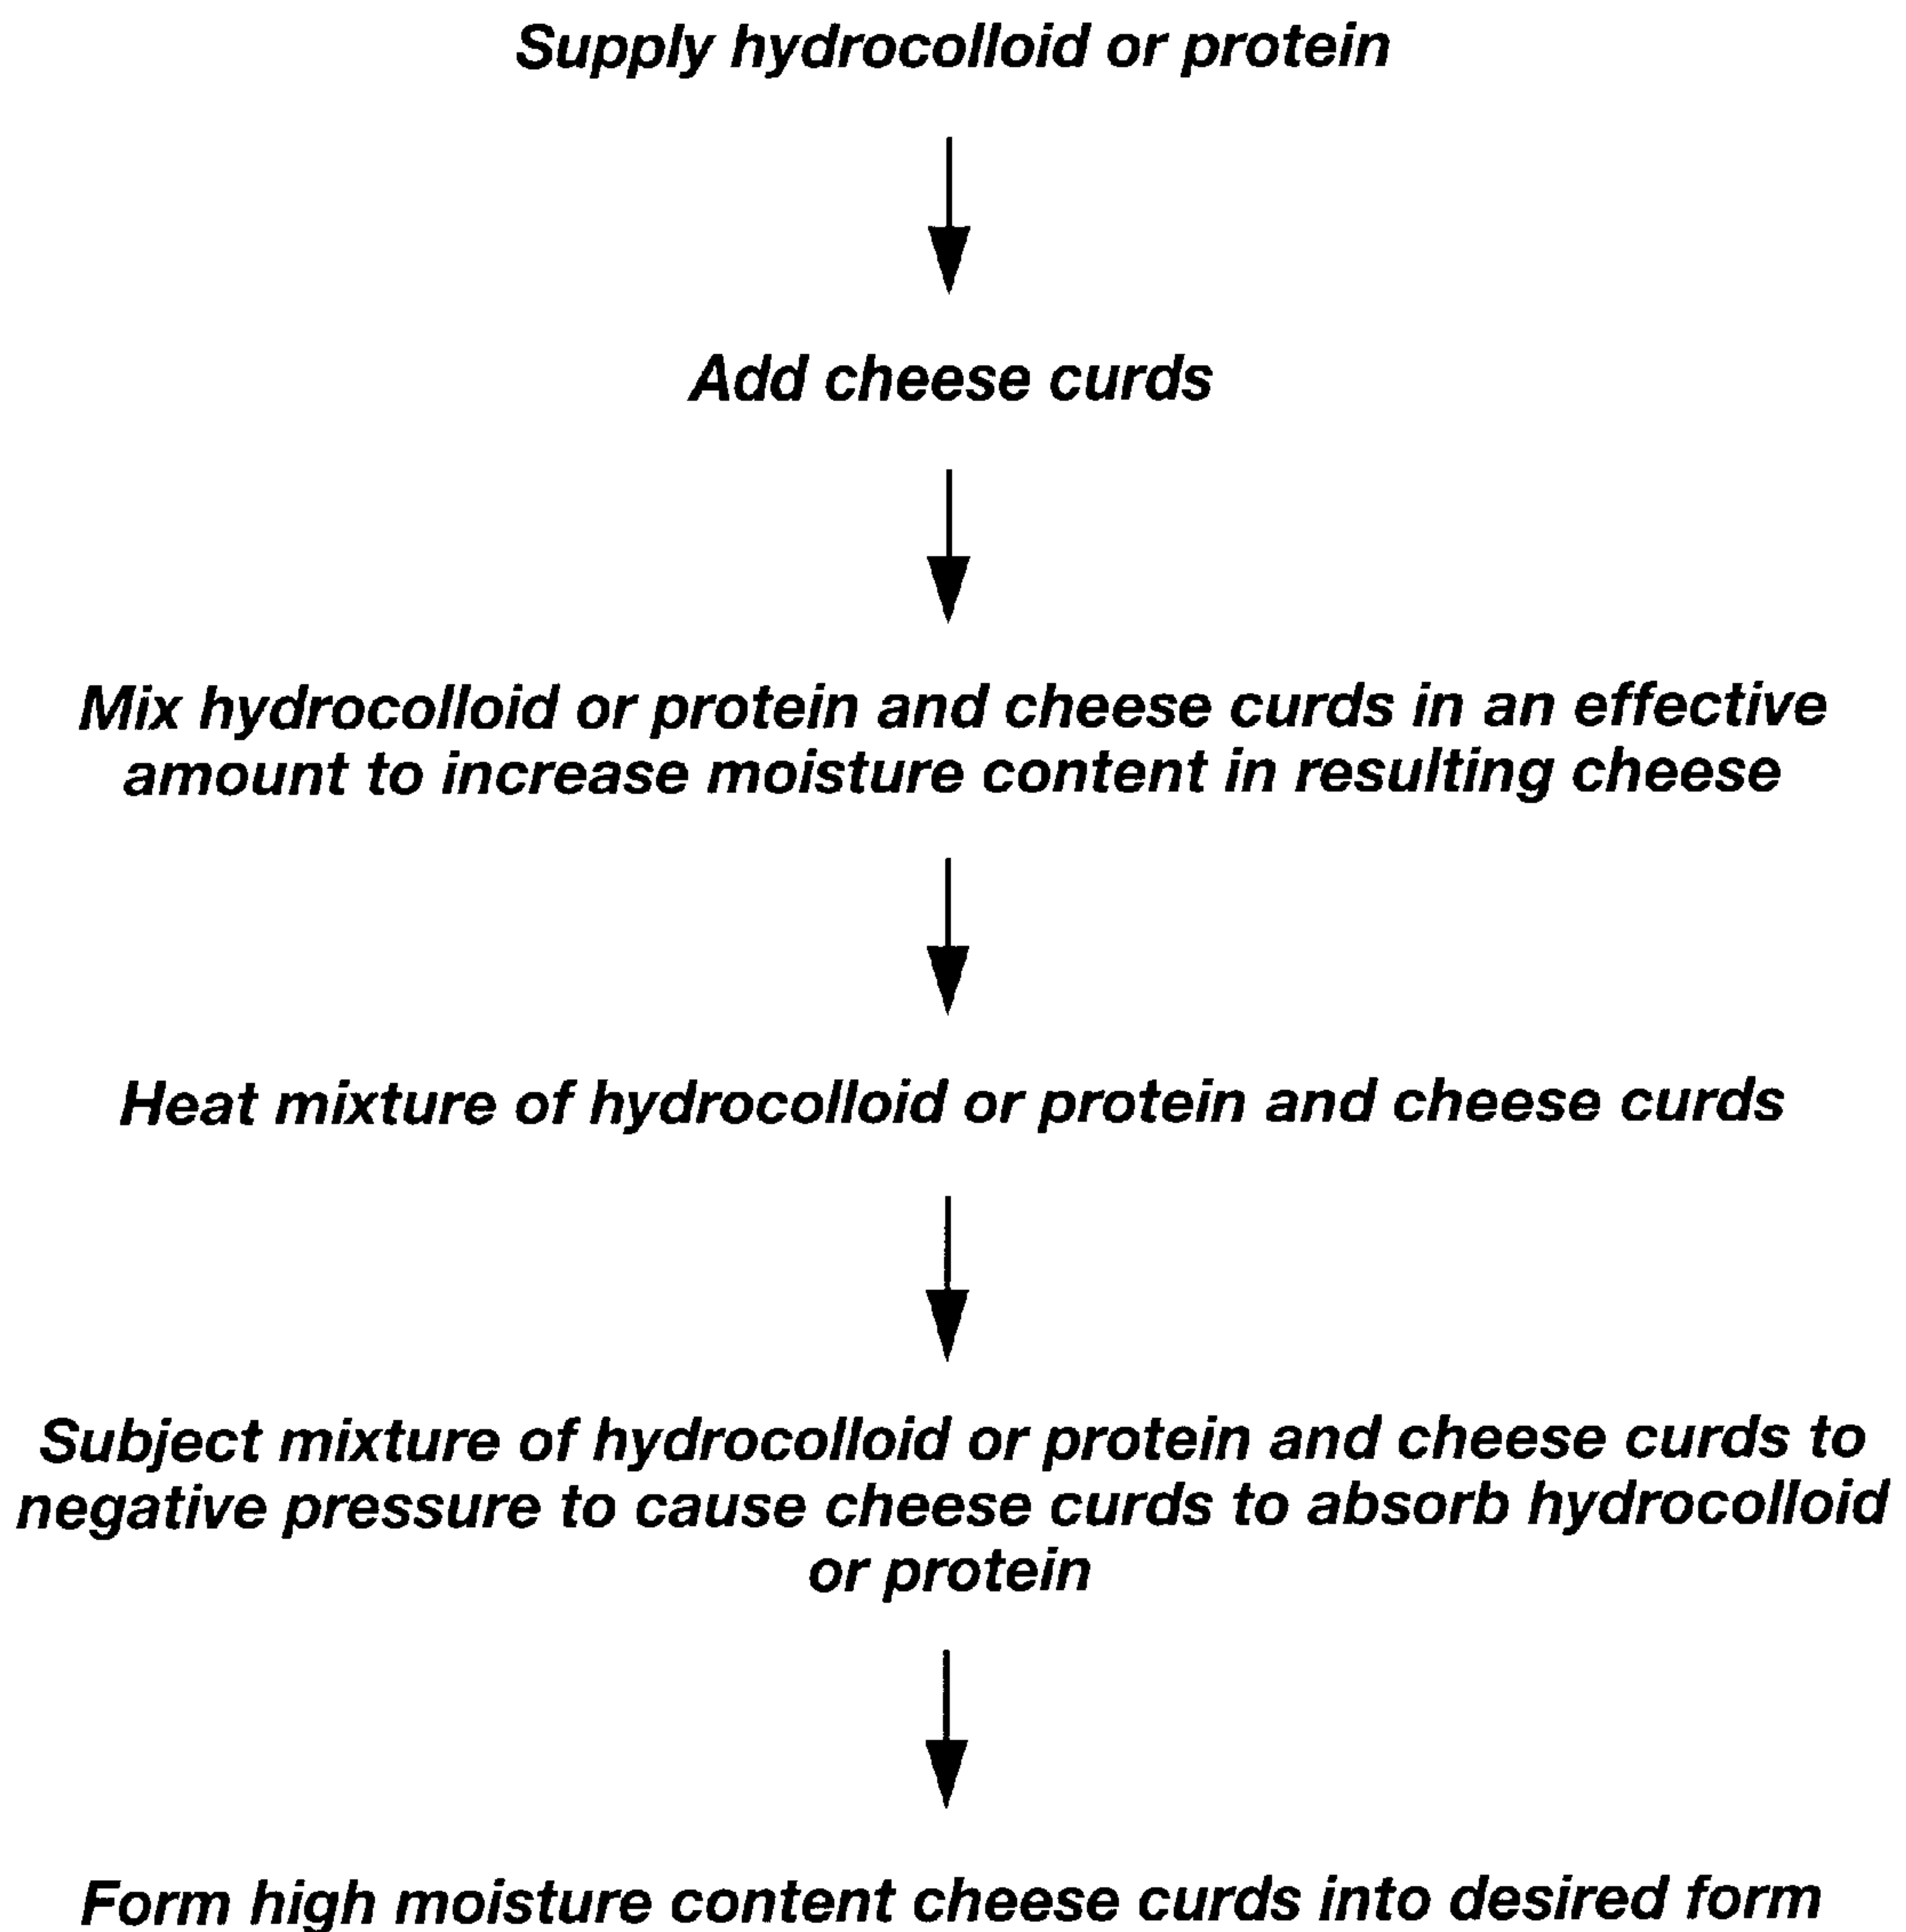 Supply hydrocolloid or protein
Add cheese curds
Mix hydrocolloid or protein and cheese curds in an effective
amount to increase moisture content in resulting cheese
Heat mixture of hydrocolloid or protein and cheese curds
Subject mixture of hydrocolloid or protein and cheese curds to
negative pressure to cause cheese curds to absorb hydrocolloid
or protein
Form high moisture content cheese curds into desired form